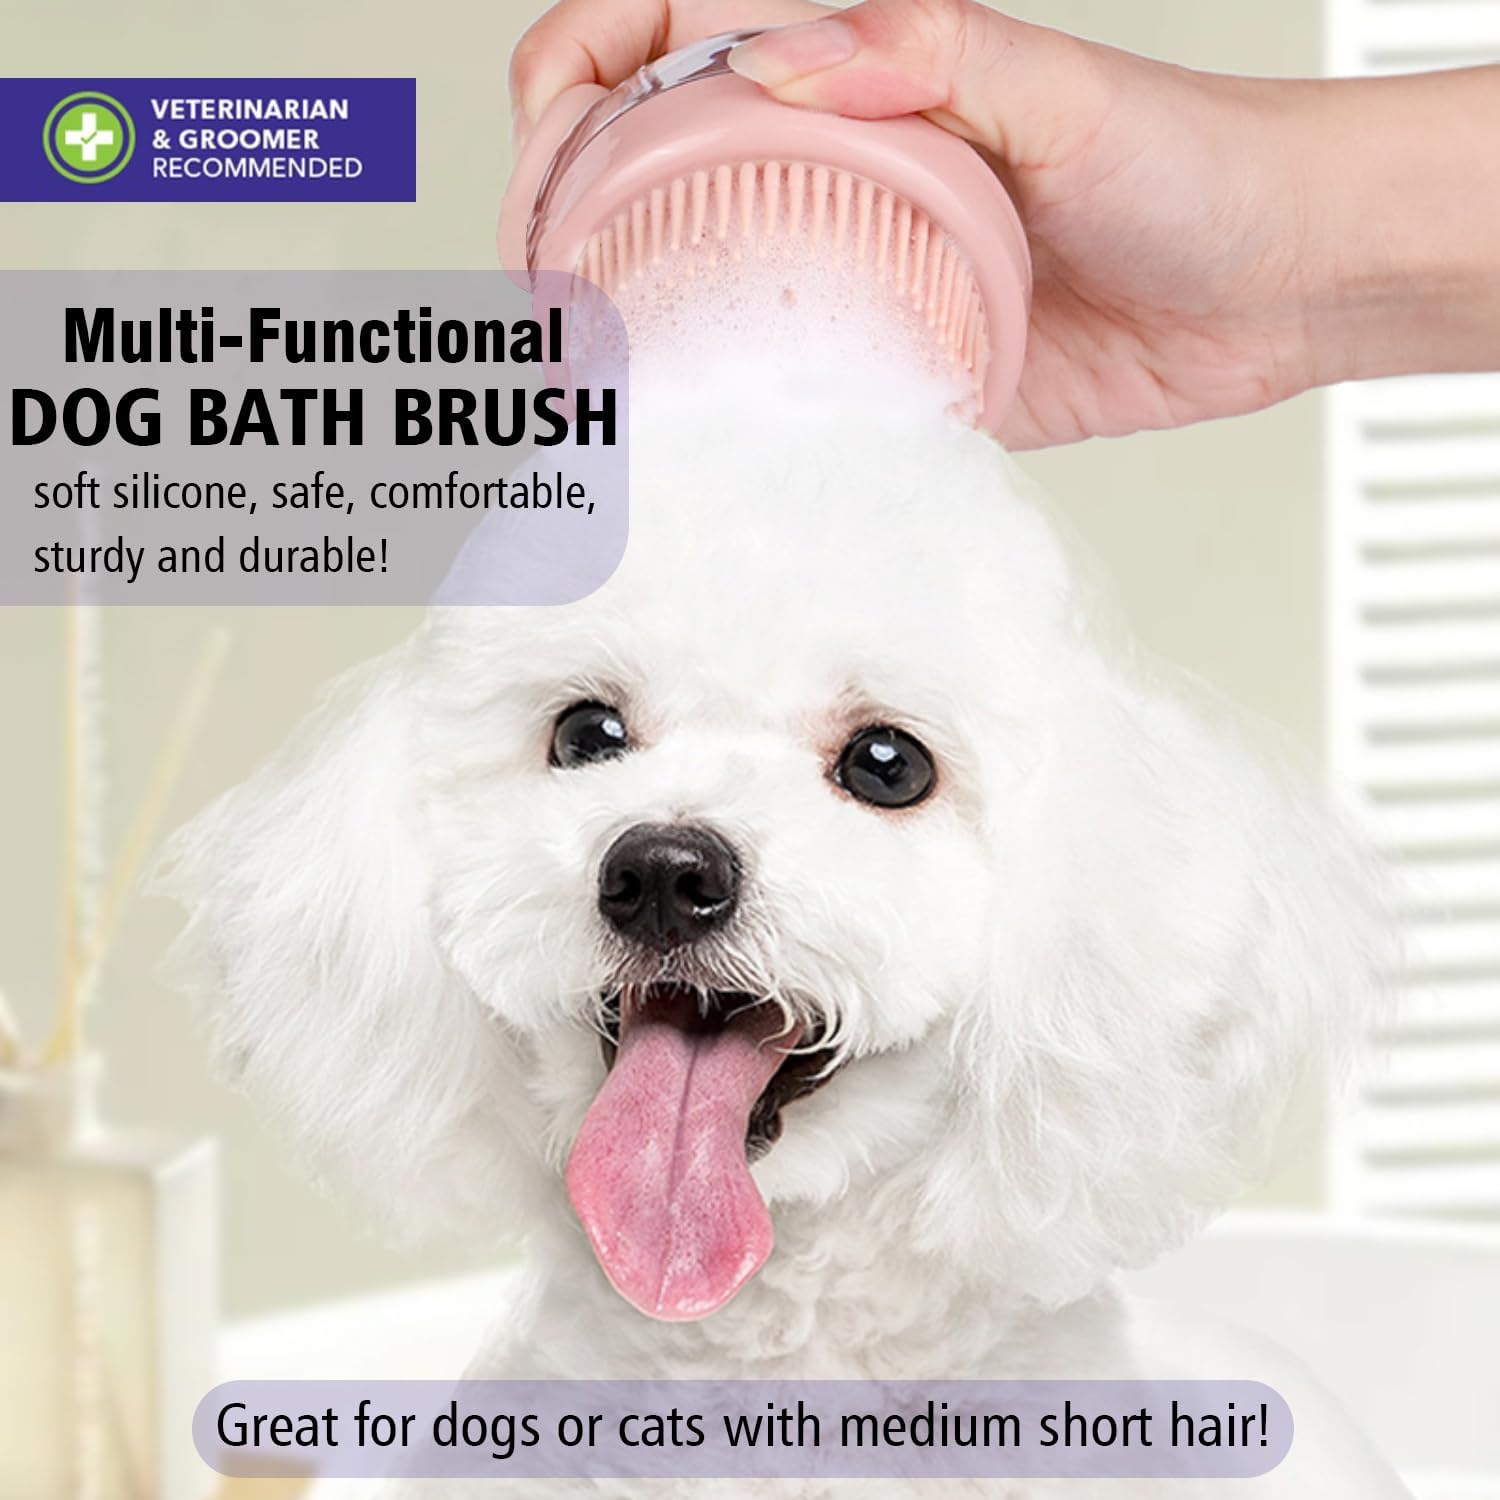 VETERINARIAN
& GROOMER
RECOMMENDED
Multi-Functional
DOG BATH BRUSH
soft silicone, safe, comfortable,
sturdy and durable!
Great for dogs or cats with medium short hair!